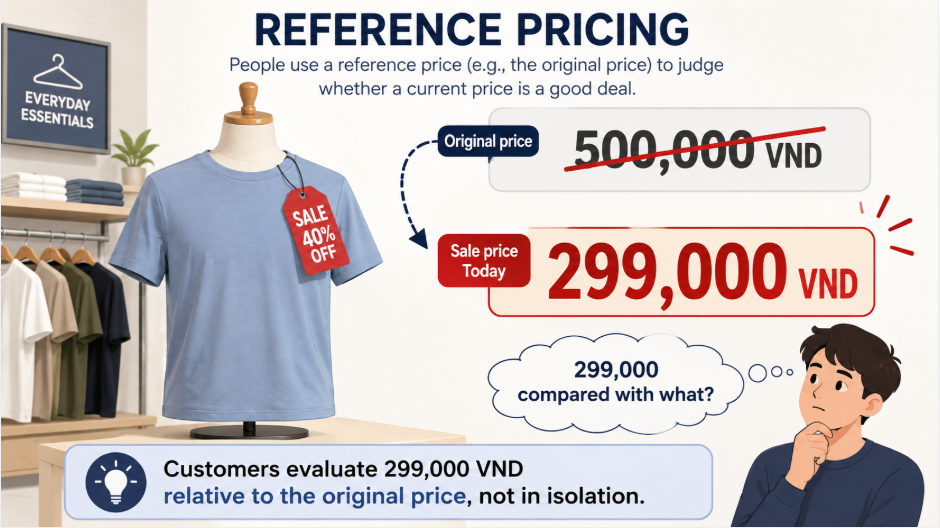 REFERENCE PRICING
People use a reference price (e.g., the original price) to judge
whether a current price is a good deal.
EVERYDAY
ESSENTIALS
SALE
40%
OFF
Original price
500,000 VND
Sale price
Today
299,000 VND
299,000
compared with what?
Customers evaluate 299,000 VND
relative to the original price, not in isolation.